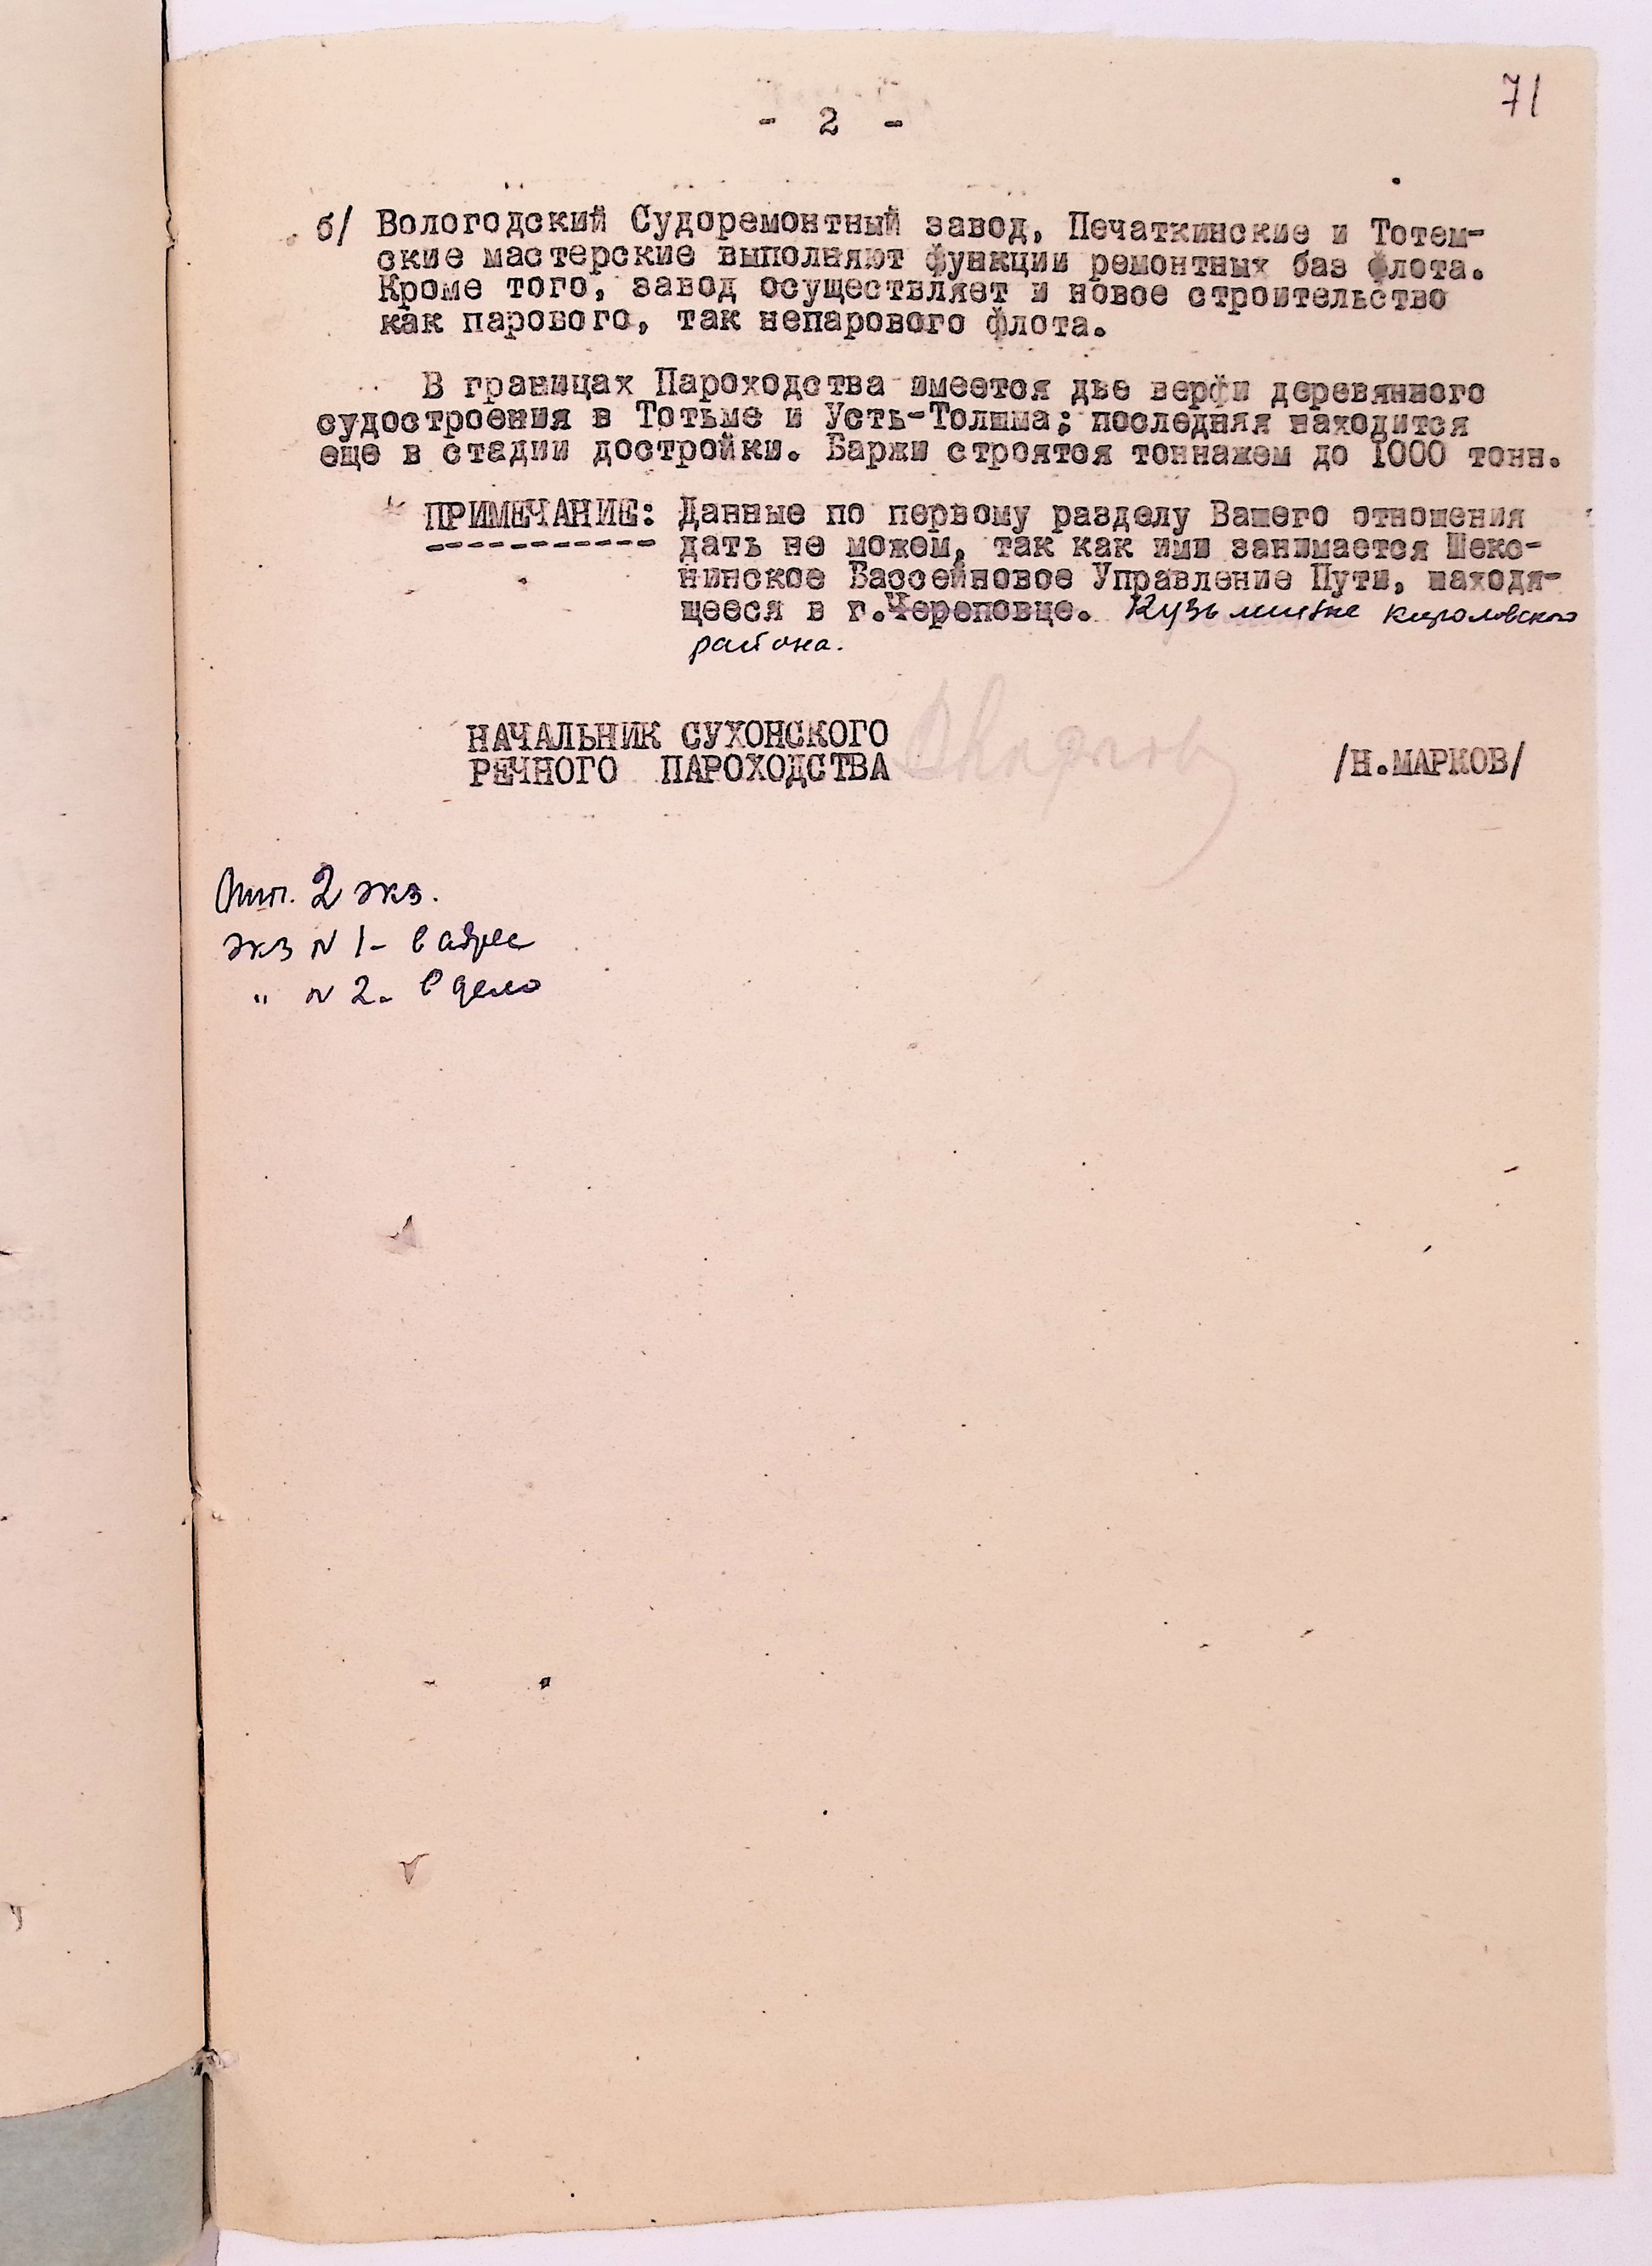 71
- 2 -
б/ Вологодский Судоремонтный завод, Печаткинские и Тотем-
ские мастерские выполняют функции ремонтных баз флота.
Кроме того, завод осуществляет и новое строительство
как парового, так непарового флота.
В границах Пароходства имеется две верфи деревянного
судостроения в Тотьме и Усть-Толшма; последняя находится
еще в стадии достройки. Баржи строятся тоннажем до 1000 тонн.
ПРИМЕЧАНИЕ: Данные по первому разделу Вашего отношения
дать не можем, так как ими занимается Шекс-
нинское Бассейновое Управление Пути, находя-
щееся в г.Череповце. Кузьминке Кирилловского
района.
НАЧАЛЬНИК СУХОНСКОГО
РЕЧНОГО ПАРОХОДСТВА /Н.МАРКОВ/
Отп. 2 экз.
экз N 1 - в адрес
" N 2 - в дело